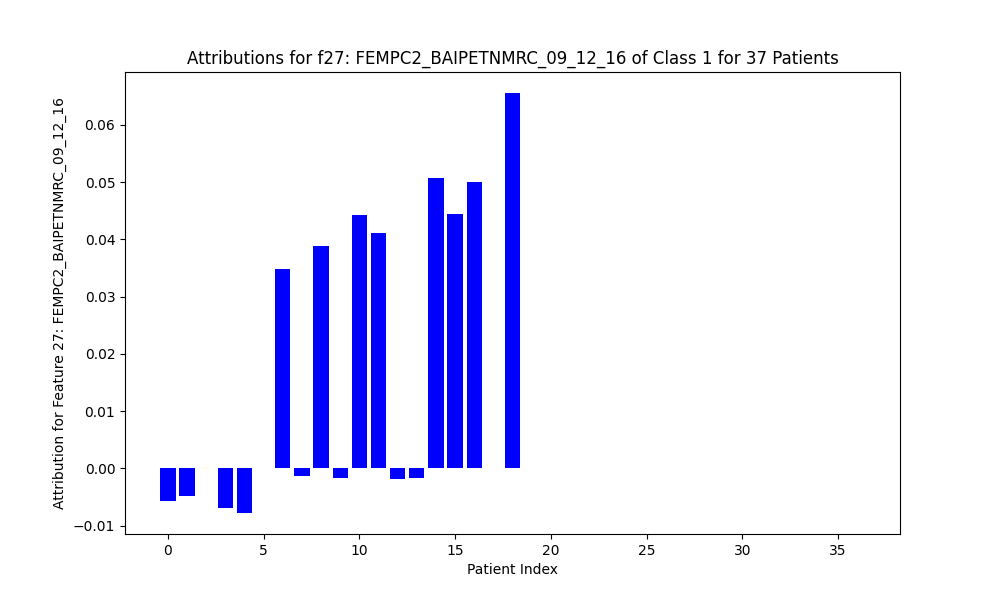 Attributions for f27: FEMPC2_BAIPETNMRC_09_12_16 of Class 1 for 37 Patients
Attribution for Feature 27: FEMPC2_BAIPETNMRC_09_12_16
0.06
0.05
0.04
0.03
0.02
0.01
0.00
−0.01
0 5 10 15 20 25 30 35
Patient Index